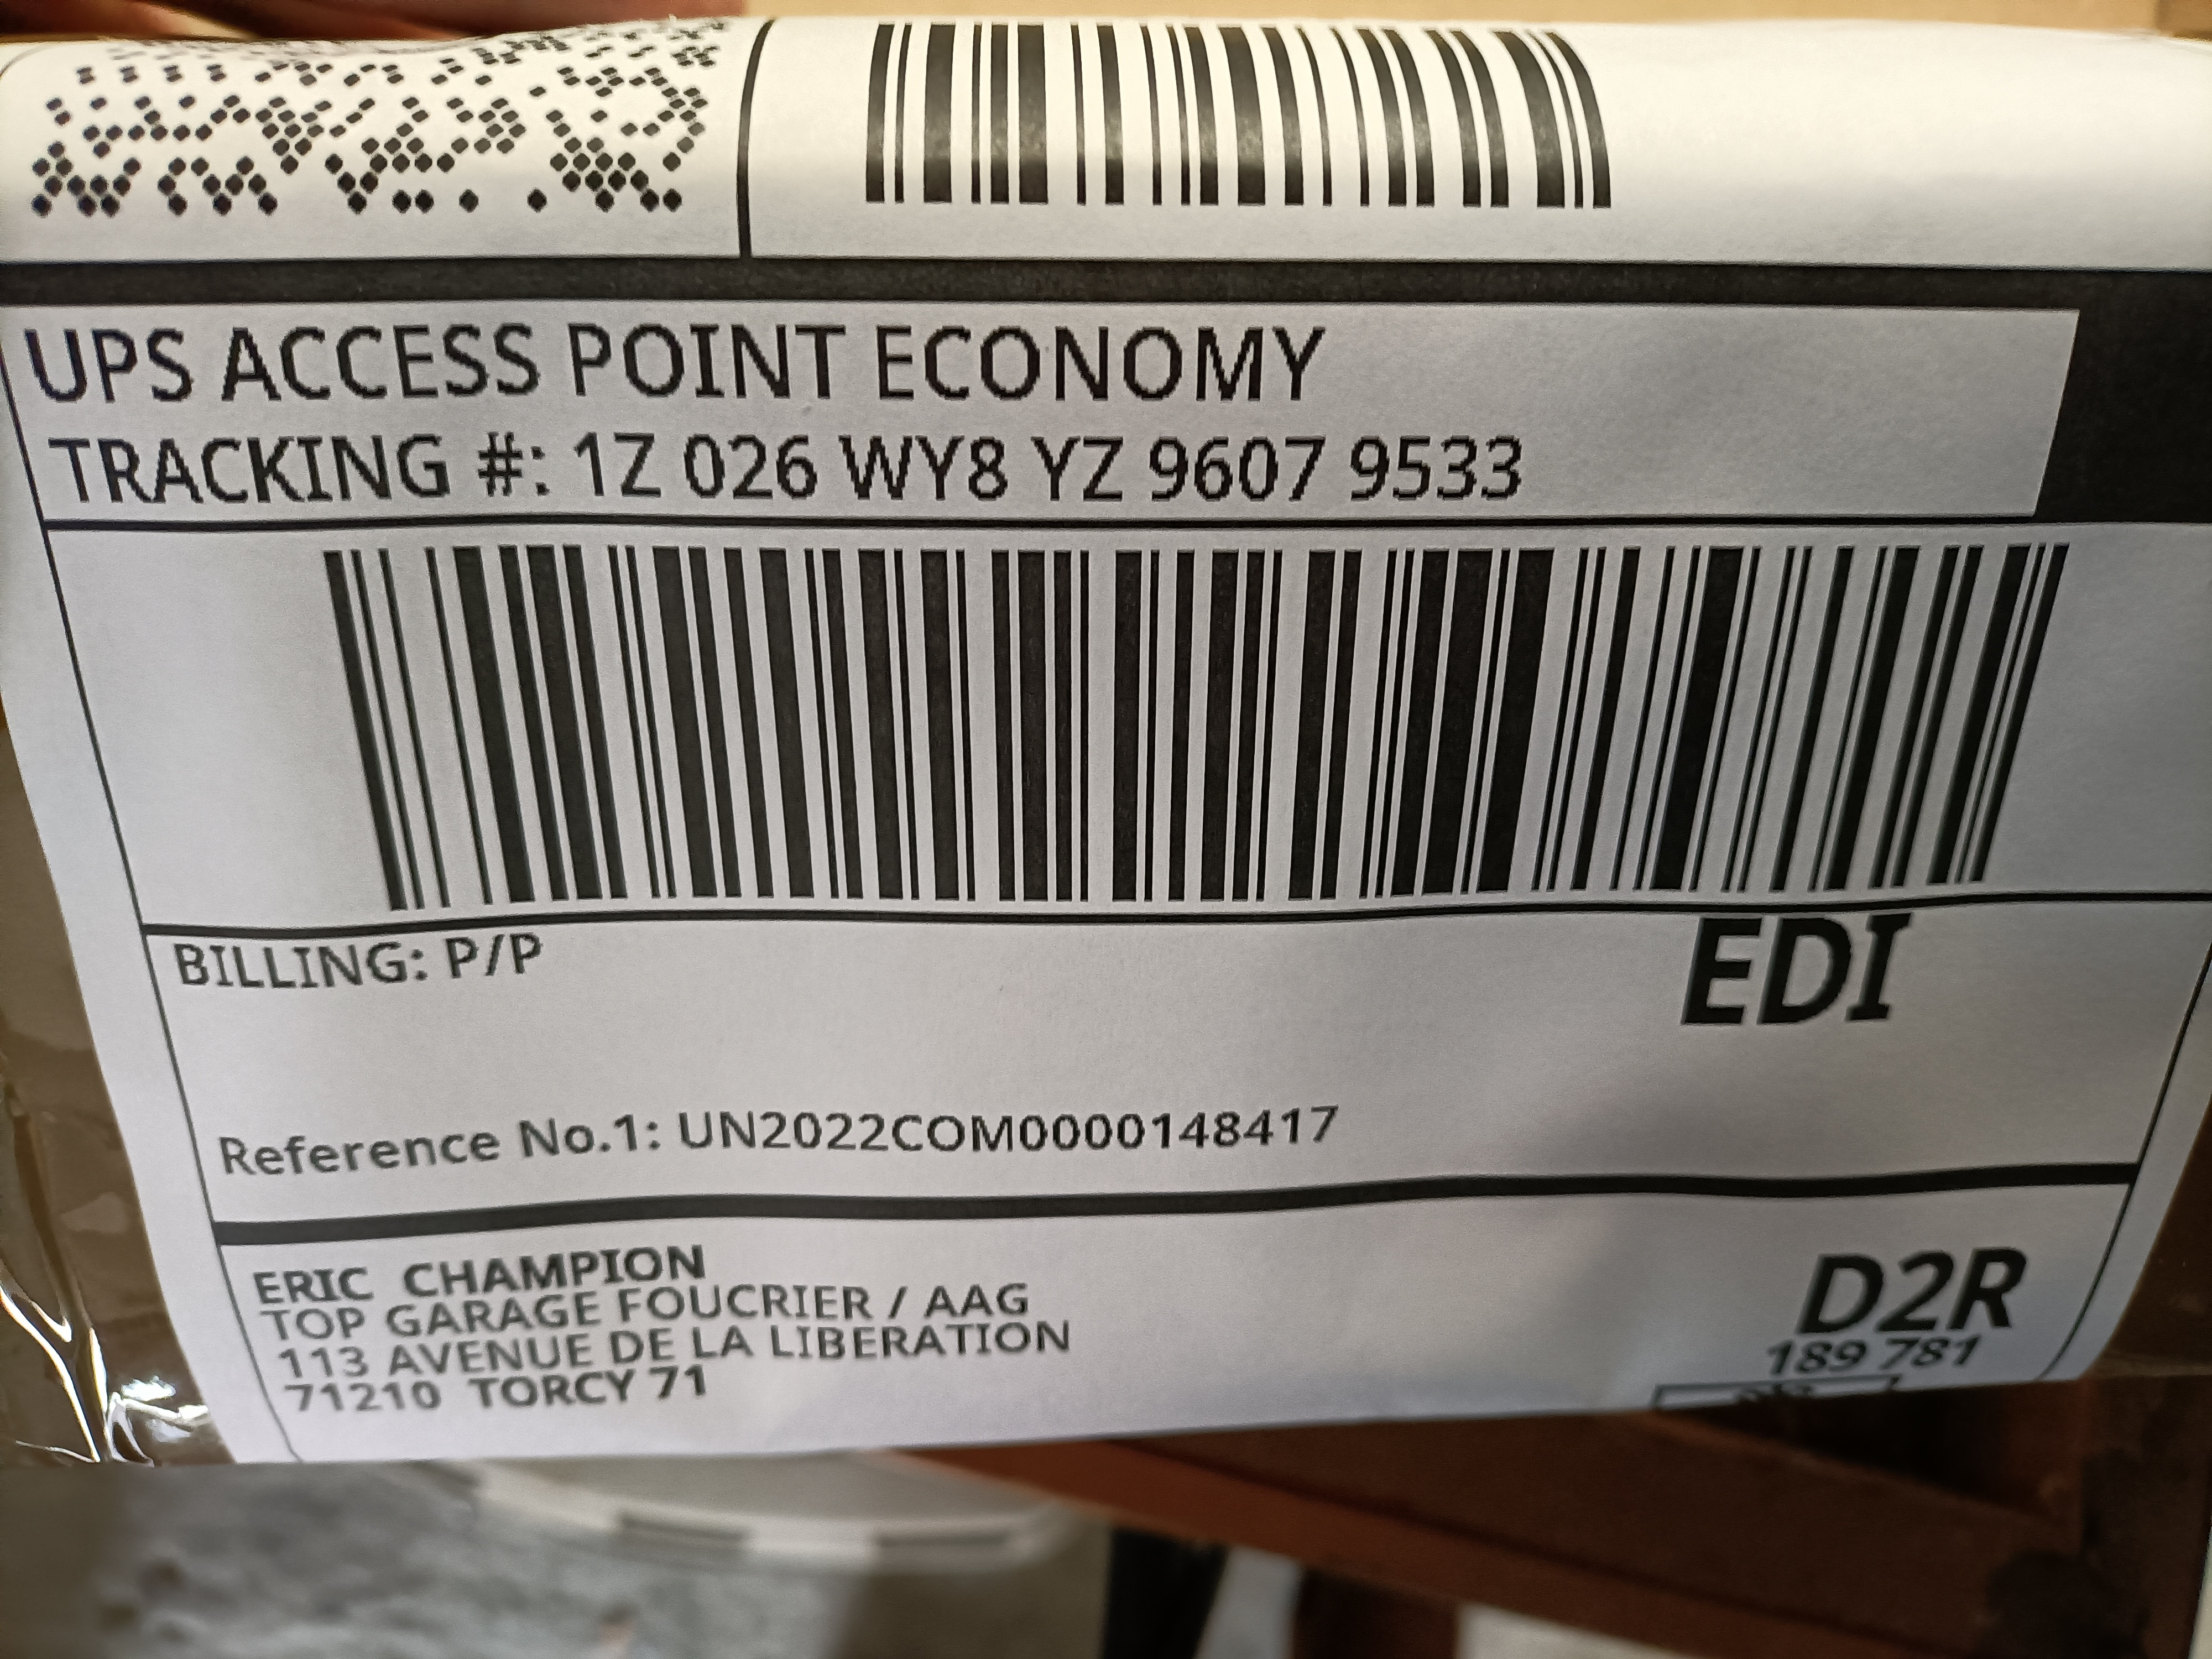 UPS ACCESS POINT ECONOMY
TRACKING #: 1Z 026 WY8 YZ 9607 9533
BILLING: P/P
EDI
Reference No.1: UN2022COM0000148417
ERIC CHAMPION
TOP GARAGE FOUCRIER / AAG
113 AVENUE DE LA LIBERATION
71210 TORCY 71
D2R
189 781